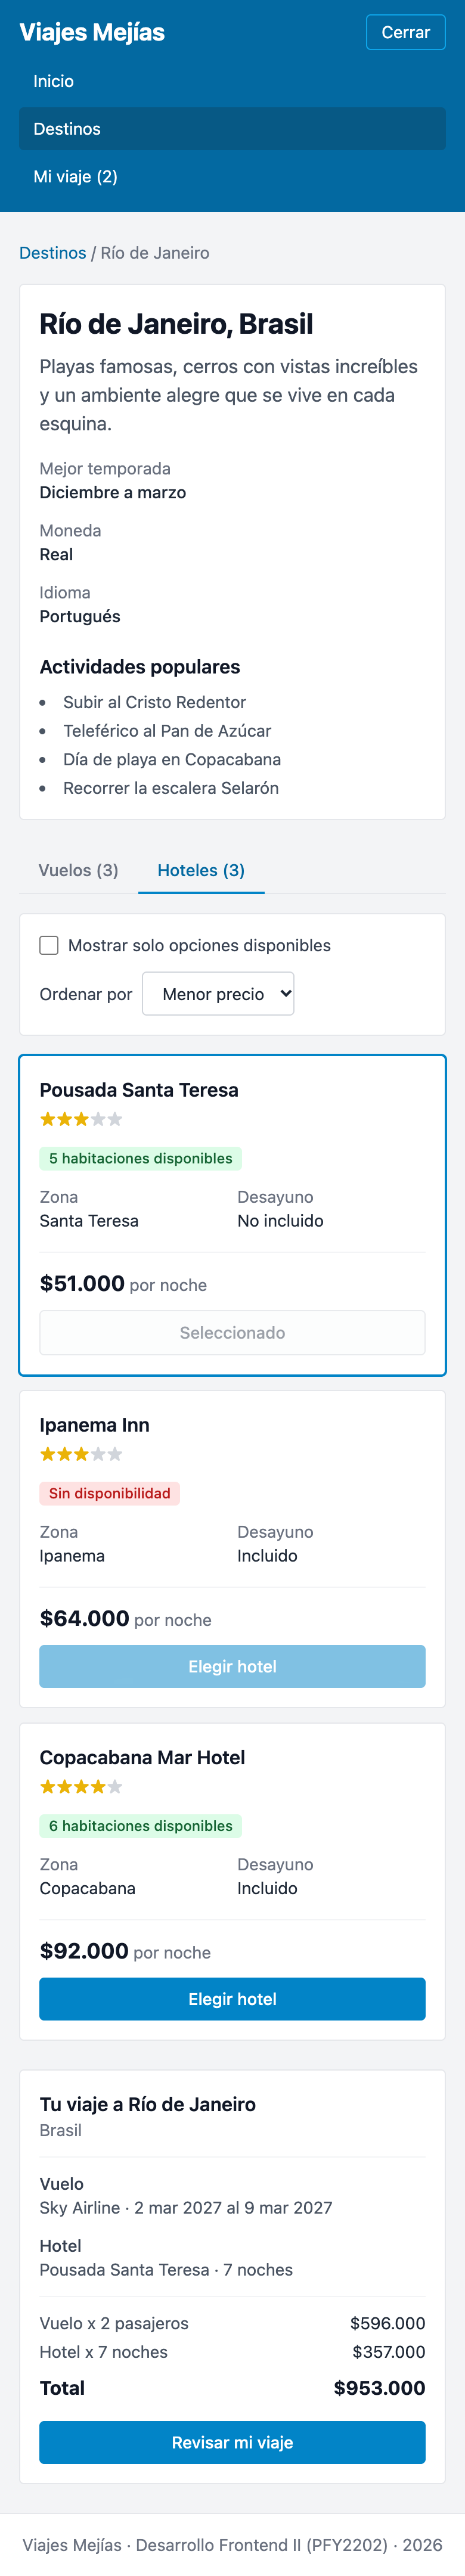 Viajes Mejías
Cerrar
Inicio
Destinos
Mi viaje (2)
Destinos / Río de Janeiro
Río de Janeiro, Brasil
Playas famosas, cerros con vistas increíbles
y un ambiente alegre que se vive en cada
esquina.
Mejor temporada
Diciembre a marzo
Moneda
Real
Idioma
Portugués
Actividades populares
• Subir al Cristo Redentor
• Teleférico al Pan de Azúcar
• Día de playa en Copacabana
• Recorrer la escalera Selarón
Vuelos (3) Hoteles (3)
Mostrar solo opciones disponibles
Ordenar por Menor precio
Pousada Santa Teresa
5 habitaciones disponibles
Zona Desayuno
Santa Teresa No incluido
$51.000 por noche
Seleccionado
Ipanema Inn
Sin disponibilidad
Zona Desayuno
Ipanema Incluido
$64.000 por noche
Elegir hotel
Copacabana Mar Hotel
6 habitaciones disponibles
Zona Desayuno
Copacabana Incluido
$92.000 por noche
Elegir hotel
Tu viaje a Río de Janeiro
Brasil
Vuelo
Sky Airline · 2 mar 2027 al 9 mar 2027
Hotel
Pousada Santa Teresa · 7 noches
Vuelo x 2 pasajeros $596.000
Hotel x 7 noches $357.000
Total $953.000
Revisar mi viaje
Viajes Mejías · Desarrollo Frontend II (PFY2202) · 2026